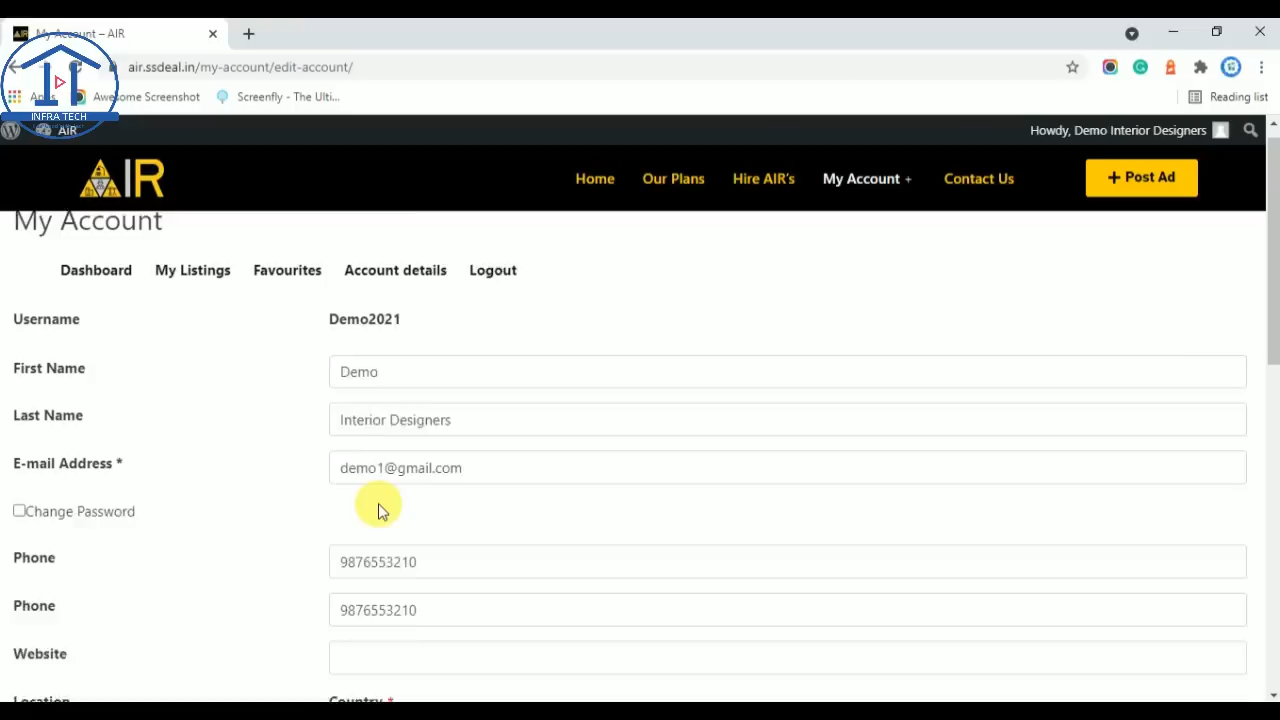 My Account – AIR
air.ssdeal.in/my-account/edit-account/
Apps Awesome Screenshot Screenfly - The Ulti... Reading list
INFRA TECH
AiR Howdy, Demo Interior Designers
AIR Home Our Plans Hire AIR's My Account + Contact Us + Post Ad
My Account
Dashboard My Listings Favourites Account details Logout
Username Demo2021
First Name Demo
Last Name Interior Designers
E-mail Address * demo1@gmail.com
Change Password
Phone 9876553210
Phone 9876553210
Website
Location Country *